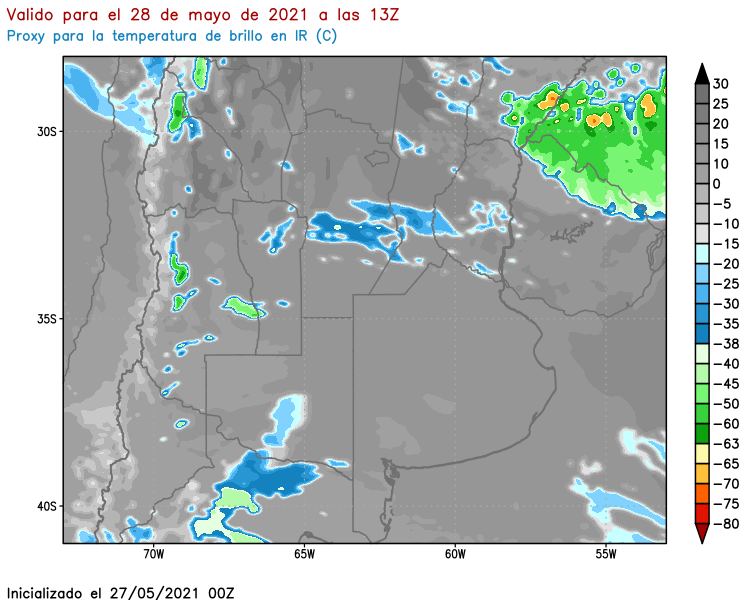 Valido para el 28 de mayo de 2021 a las 13Z
Proxy para la temperatura de brillo en IR (C)
30S
35S
40S
70W
65W
60W
55W
30
25
20
15
10
0
−5
−10
−15
−20
−30
−35
−38
−40
−45
−50
−60
−63
−65
−70
−75
−80
Inicializado el 27/05/2021 00Z